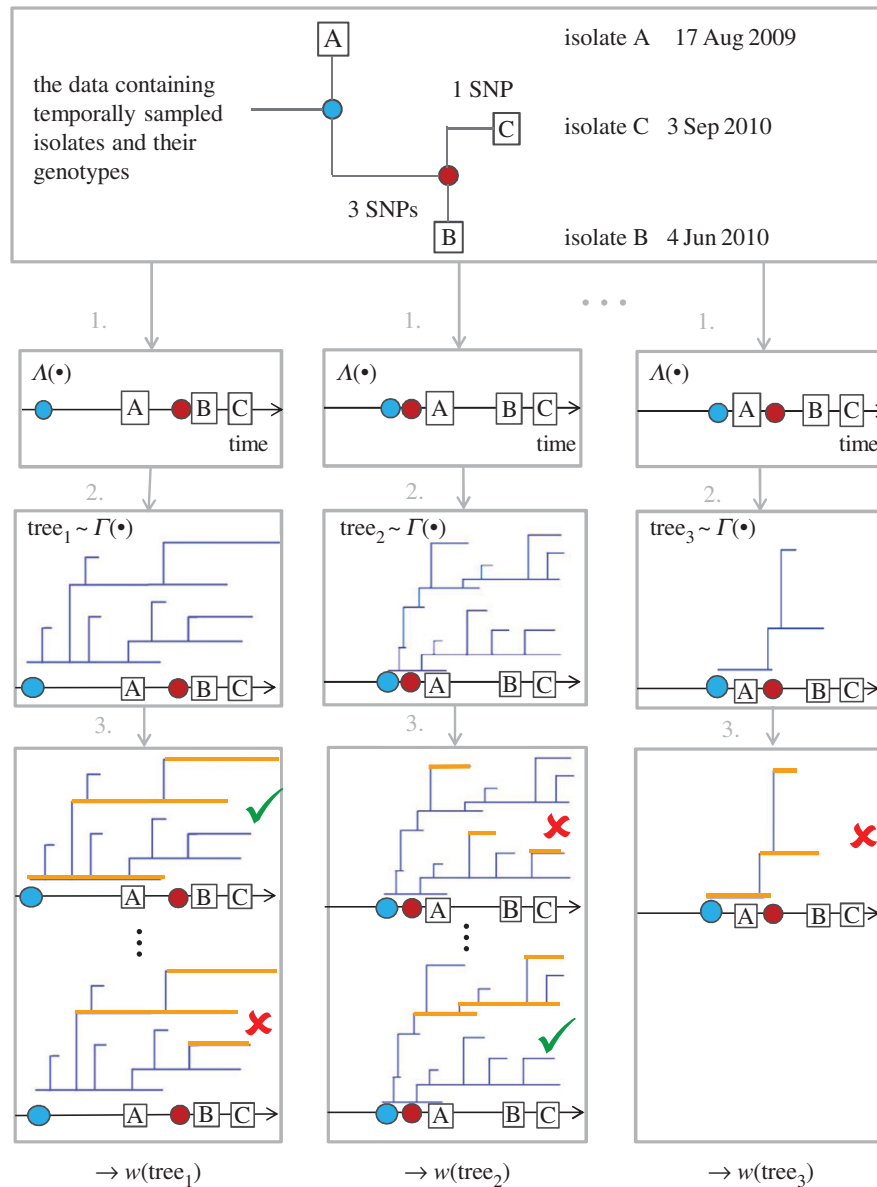 A
isolate A 17 Aug 2009
the data containing
temporally sampled
isolates and their
genotypes
1 SNP
C
isolate C 3 Sep 2010
3 SNPs
B
isolate B 4 Jun 2010
1. 1. 1.
Λ(•) Λ(•) Λ(•)
A B C A B C A B C
time time time
2. 2. 2.
tree1 ~ Γ(•) tree2 ~ Γ(•) tree3 ~ Γ(•)
A B C A B C A B C
3. 3. 3.
A B C A B C A B C
A B C A B C
→ w(tree1) → w(tree2) → w(tree3)